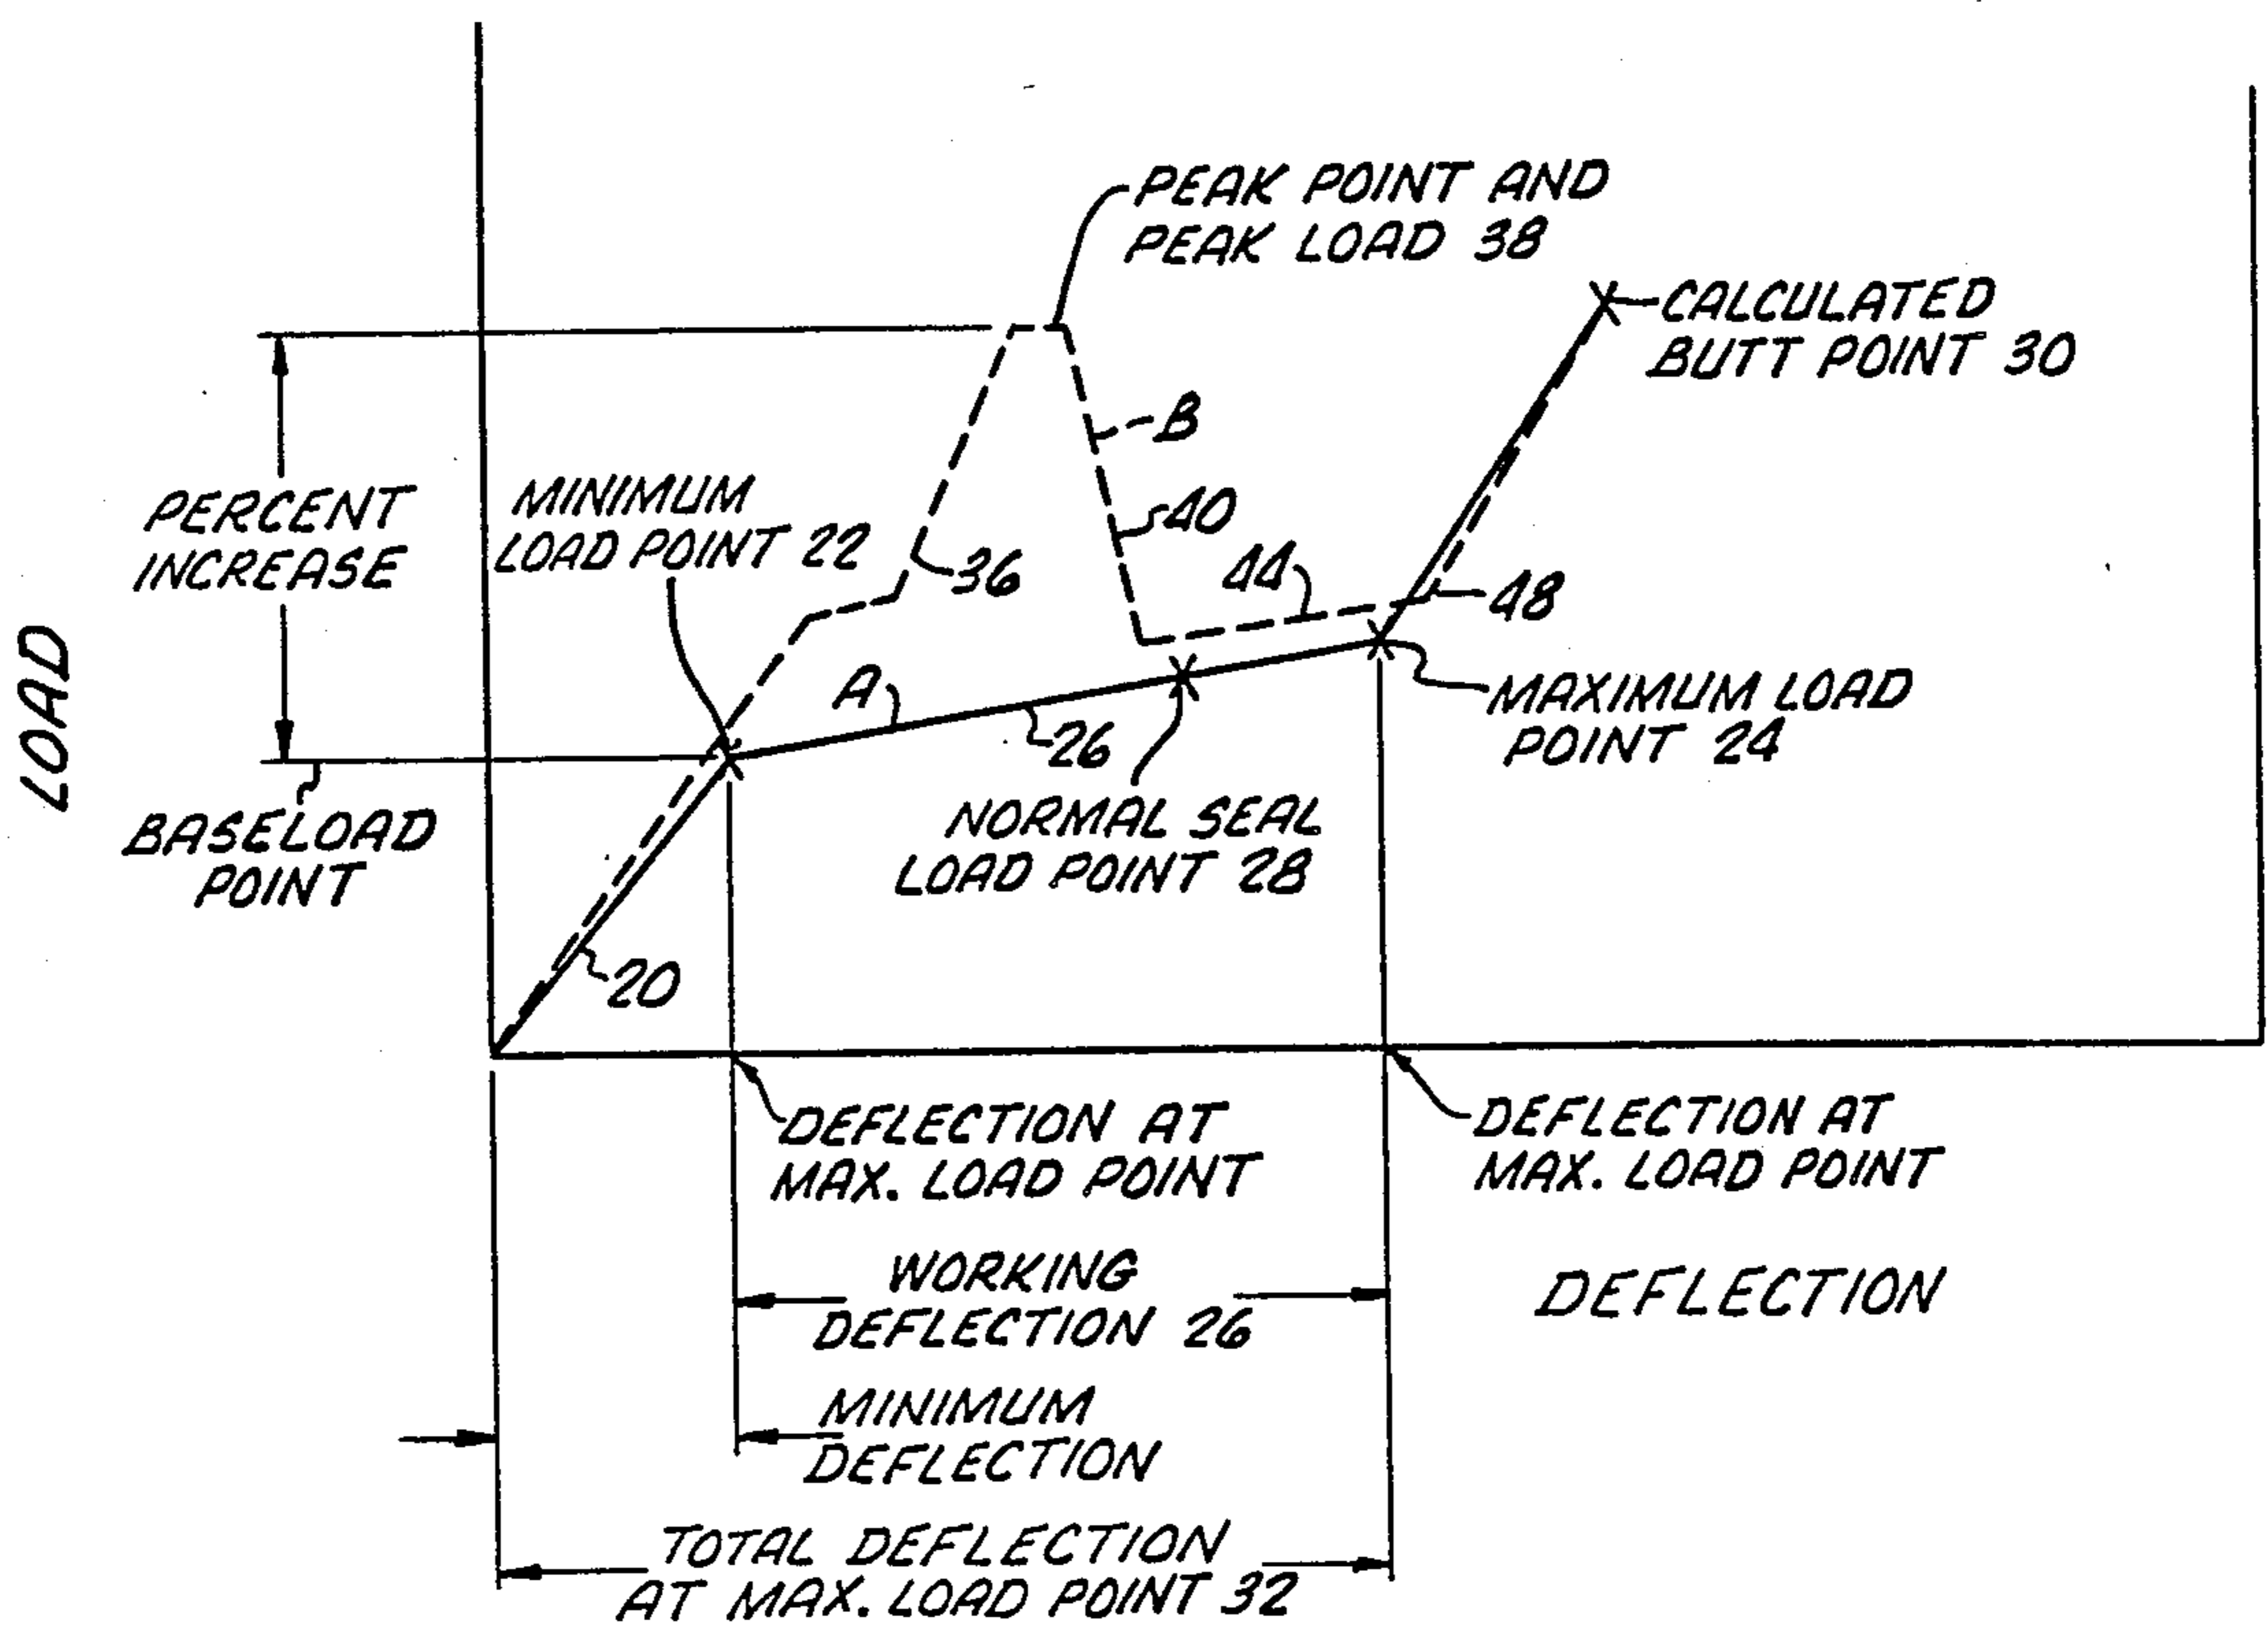 PEAK POINT AND
PEAK LOAD 38
CALCULATED
BUTT POINT 30
B
PERCENT
INCREASE
MINIMUM
LOAD POINT 22
40
36
44
48
LOAD
A
26
MAXIMUM LOAD
POINT 24
BASELOAD
POINT
NORMAL SEAL
LOAD POINT 28
20
DEFLECTION AT
MAX. LOAD POINT
DEFLECTION AT
MAX. LOAD POINT
WORKING
DEFLECTION 26
DEFLECTION
MINIMUM
DEFLECTION
TOTAL DEFLECTION
AT MAX. LOAD POINT 32